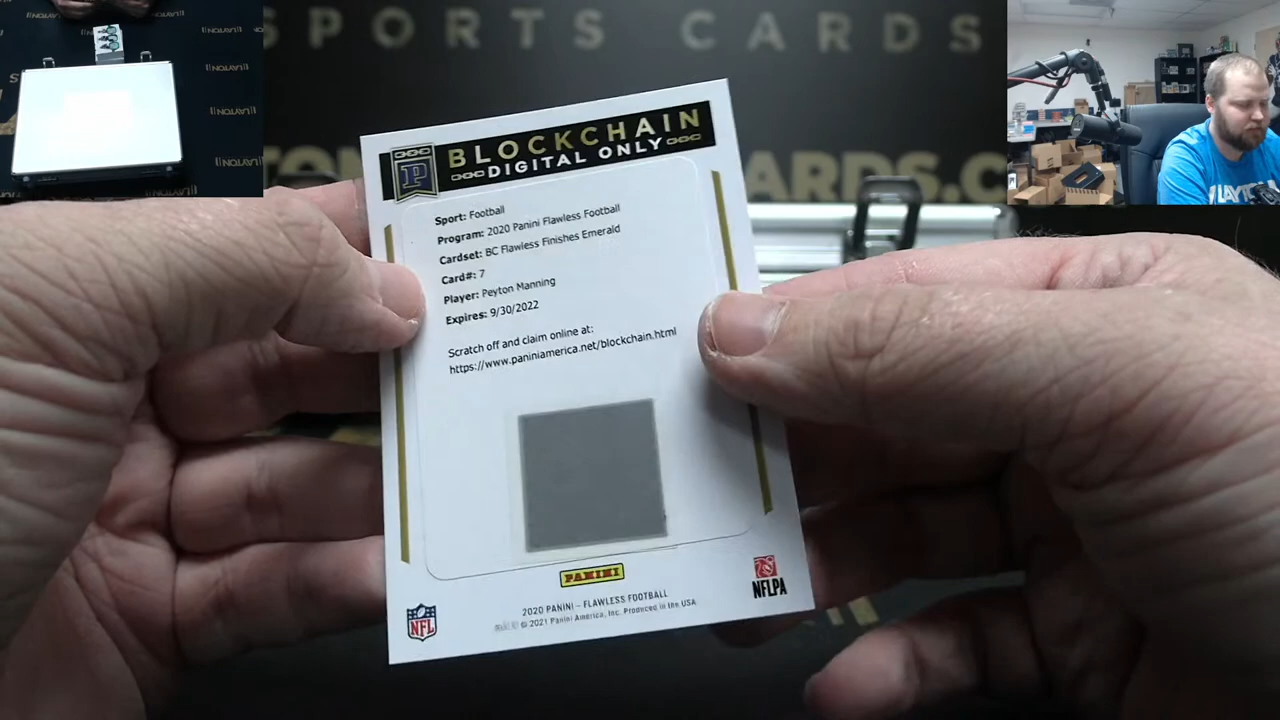 SPORTS CARDS
CARDS.C
BLOCKCHAIN
DIGITAL ONLY
P
Sport: Football
Program: 2020 Panini Flawless Football
Cardset: BC Flawless Finishes Emerald
Card#: 7
Player: Peyton Manning
Expires: 9/30/2022
Scratch off and claim online at:
https://www.paniniamerica.net/blockchain.html
PANINI
2020 PANINI – FLAWLESS FOOTBALL
© 2021 Panini America, Inc. Produced in the USA
NFL
NFLPA